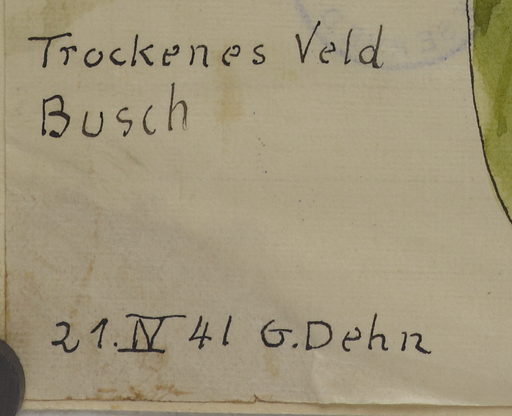 Trockenes Veld
Busch
21. IV 41 G. Dehn